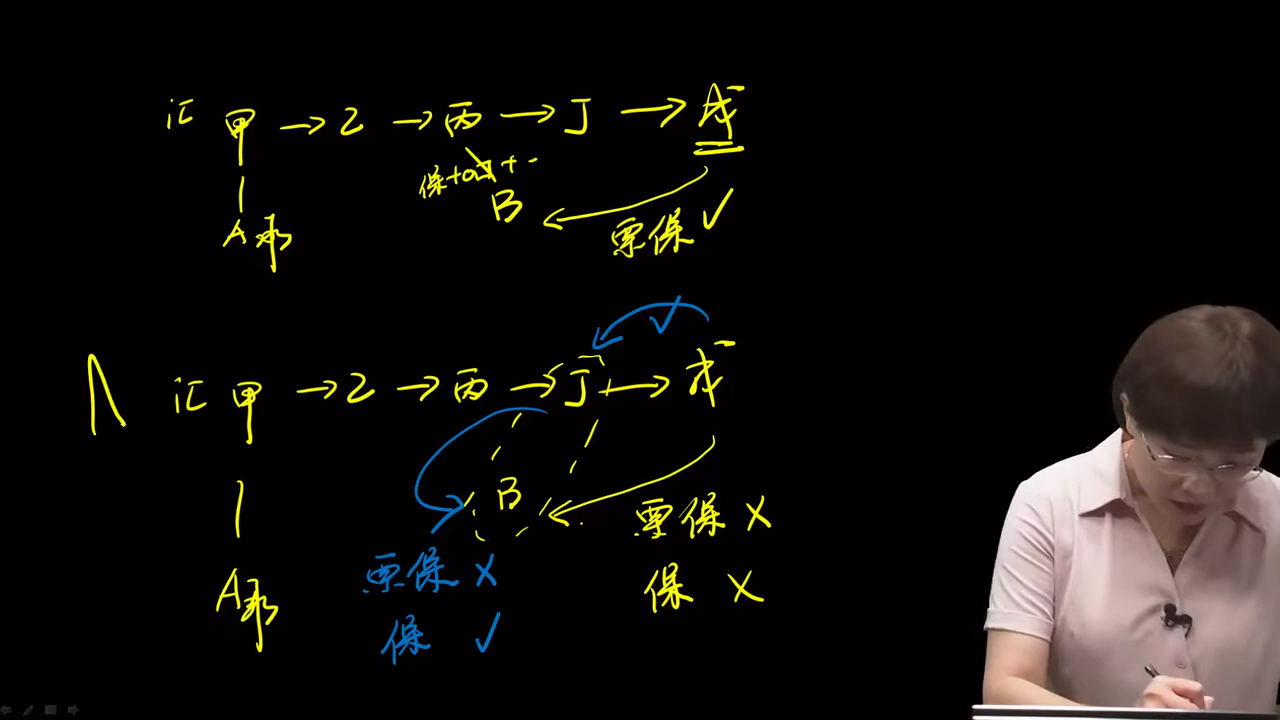 汇 甲 → 乙 → 丙 → 丁 → 戊
保+
B
票保 ✓
A承
✓
汇 甲 → 乙 → 丙 → 丁 → 戊
B
票保 ×
票保 ×
保 ×
A承
保 ✓